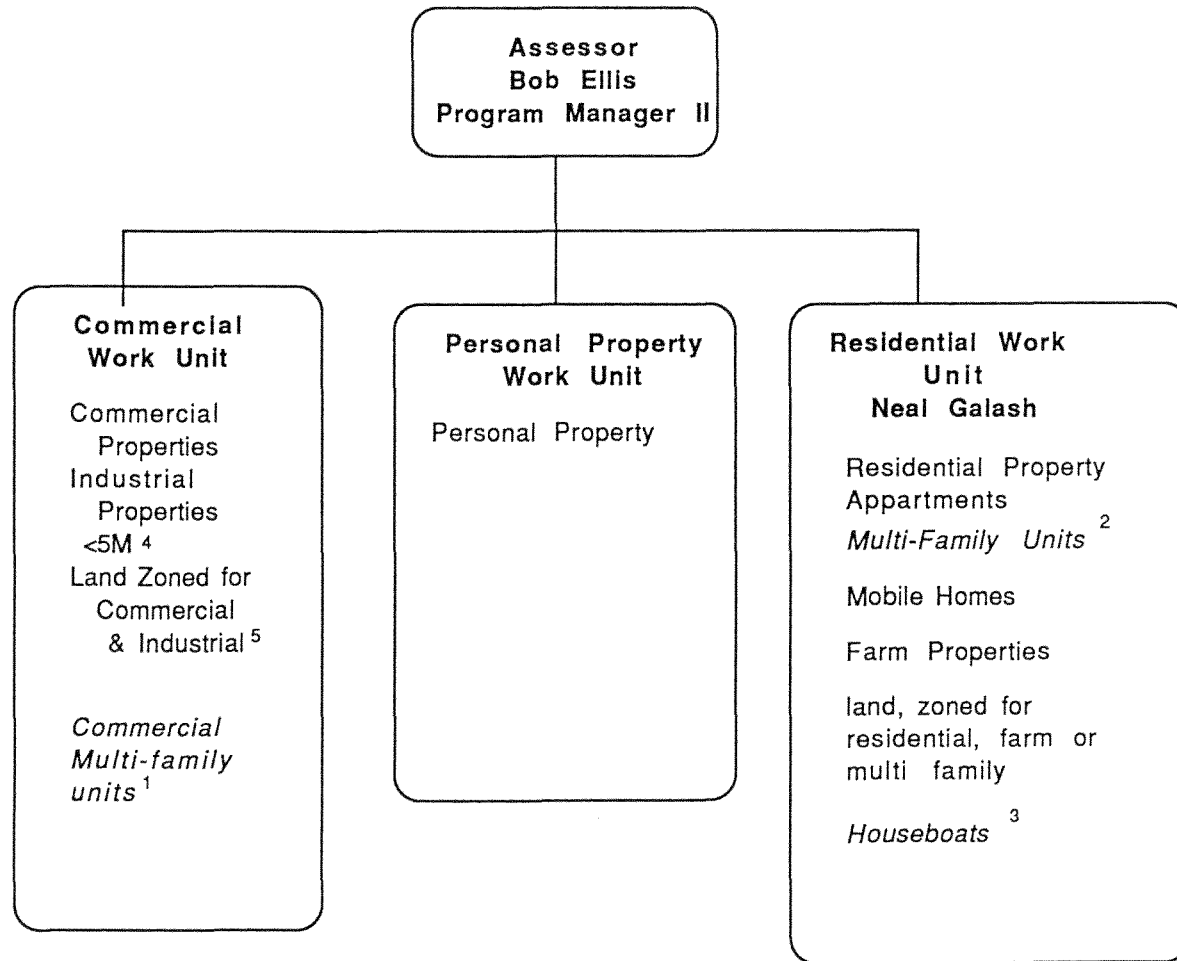 Assessor
Bob Ellis
Program Manager II
Commercial
Work Unit
Commercial
Properties
Industrial
Properties
<5M 4
Land Zoned for
Commercial
& Industrial 5
Commercial
Multi-family
units 1
Personal Property
Work Unit
Personal Property
Residential Work
Unit
Neal Galash
Residential Property
Appartments
Multi-Family Units 2
Mobile Homes
Farm Properties
land, zoned for
residential, farm or
multi family
Houseboats 3